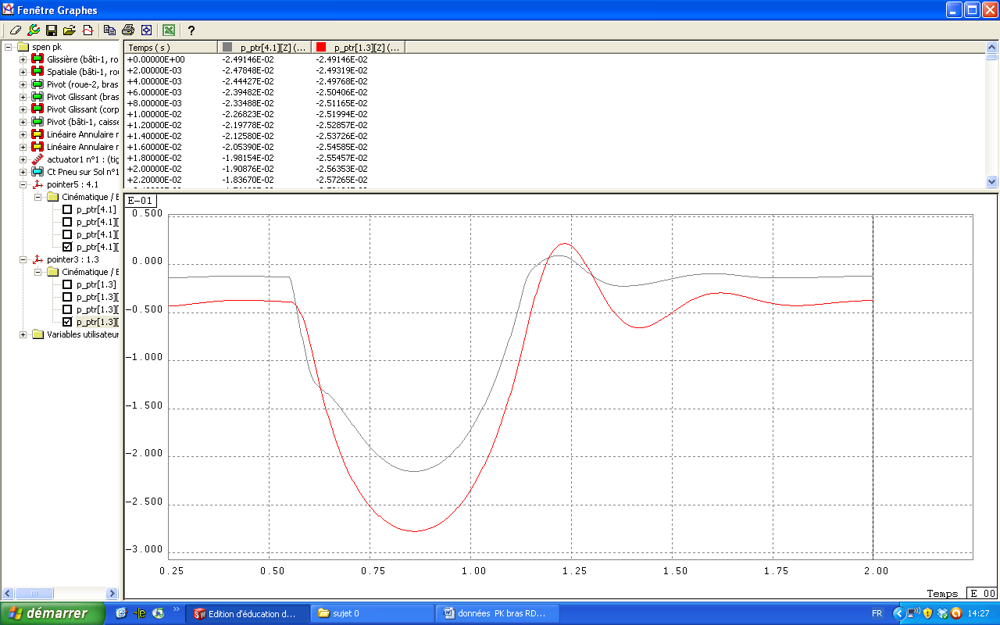 Fenêtre Graphes
?
spen pk
Glissière (bâti-1, ro
Spatiale (bâti-1, rou
Pivot (roue-2, bras
Pivot Glissant (bras
Pivot Glissant (corp
Pivot (bâti-1, caisse
Linéaire Annulaire n
Linéaire Annulaire n
actuator1 n°1 : (tig
Ct Pneu sur Sol n°1
pointer5 : 4.1
Cinématique / E
p_ptr[4.1]
p_ptr[4.1][
p_ptr[4.1][
p_ptr[4.1][
pointer3 : 1.3
Cinématique / E
p_ptr[1.3]
p_ptr[1.3][
p_ptr[1.3][
p_ptr[1.3][
Variables utilisateur
Temps ( s ) p_ptr[4.1][Z] (... p_ptr[1.3][Z] (...
+0.00000E+00 -2.49146E-02 -2.49146E-02
+2.00000E-03 -2.47848E-02 -2.49319E-02
+4.00000E-03 -2.44427E-02 -2.49768E-02
+6.00000E-03 -2.39482E-02 -2.50406E-02
+8.00000E-03 -2.33488E-02 -2.51165E-02
+1.00000E-02 -2.26823E-02 -2.51994E-02
+1.20000E-02 -2.19778E-02 -2.52857E-02
+1.40000E-02 -2.12580E-02 -2.53726E-02
+1.60000E-02 -2.05390E-02 -2.54585E-02
+1.80000E-02 -1.98154E-02 -2.55457E-02
+2.00000E-02 -1.90876E-02 -2.56353E-02
+2.20000E-02 -1.83670E-02 -2.57265E-02
E-01
0.500
0.000
-0.500
-1.000
-1.500
-2.000
-2.500
-3.000
0.25 0.50 0.75 1.00 1.25 1.50 1.75 2.00
Temps E 00
démarrer
Edition d'éducation d...
sujet 0
données PK bras RD...
FR
14:27